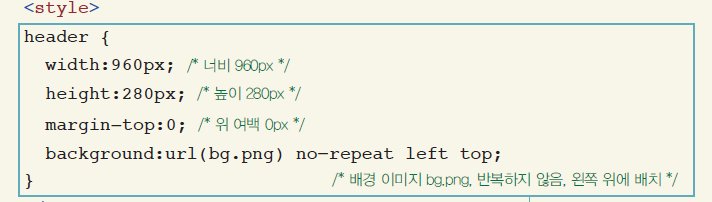 <style>
header {
width:960px; /* 너비 960px */
height:280px; /* 높이 280px */
margin-top:0; /* 위 여백 0px */
background:url(bg.png) no-repeat left top;
} /* 배경 이미지 bg.png, 반복하지 않음, 왼쪽 위에 배치 */